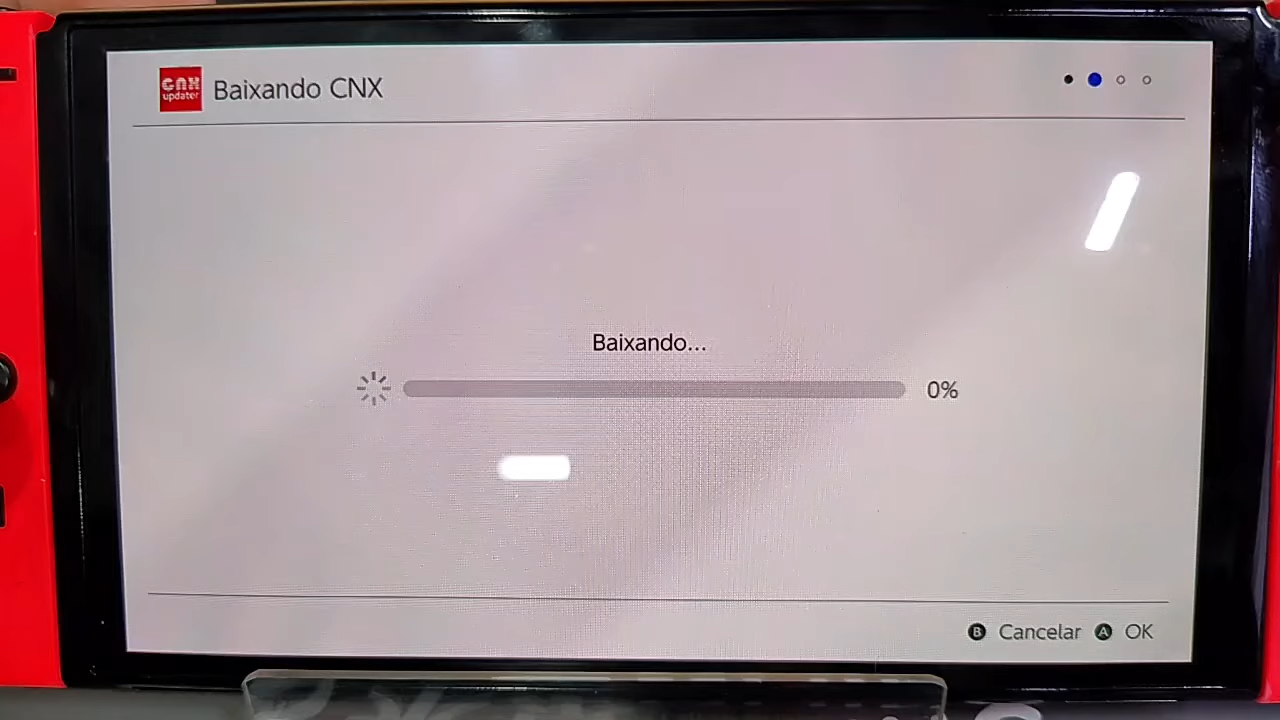 CNX
updater
Baixando CNX
Baixando...
0%
B Cancelar A OK